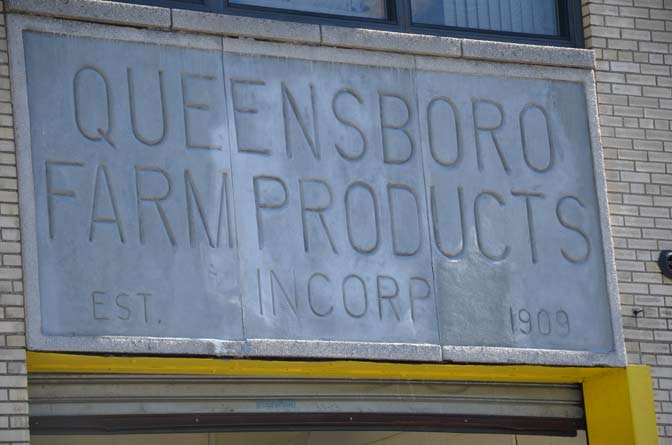 QUEENSBORO
FARM PRODUCTS
INCORP
EST. 1909